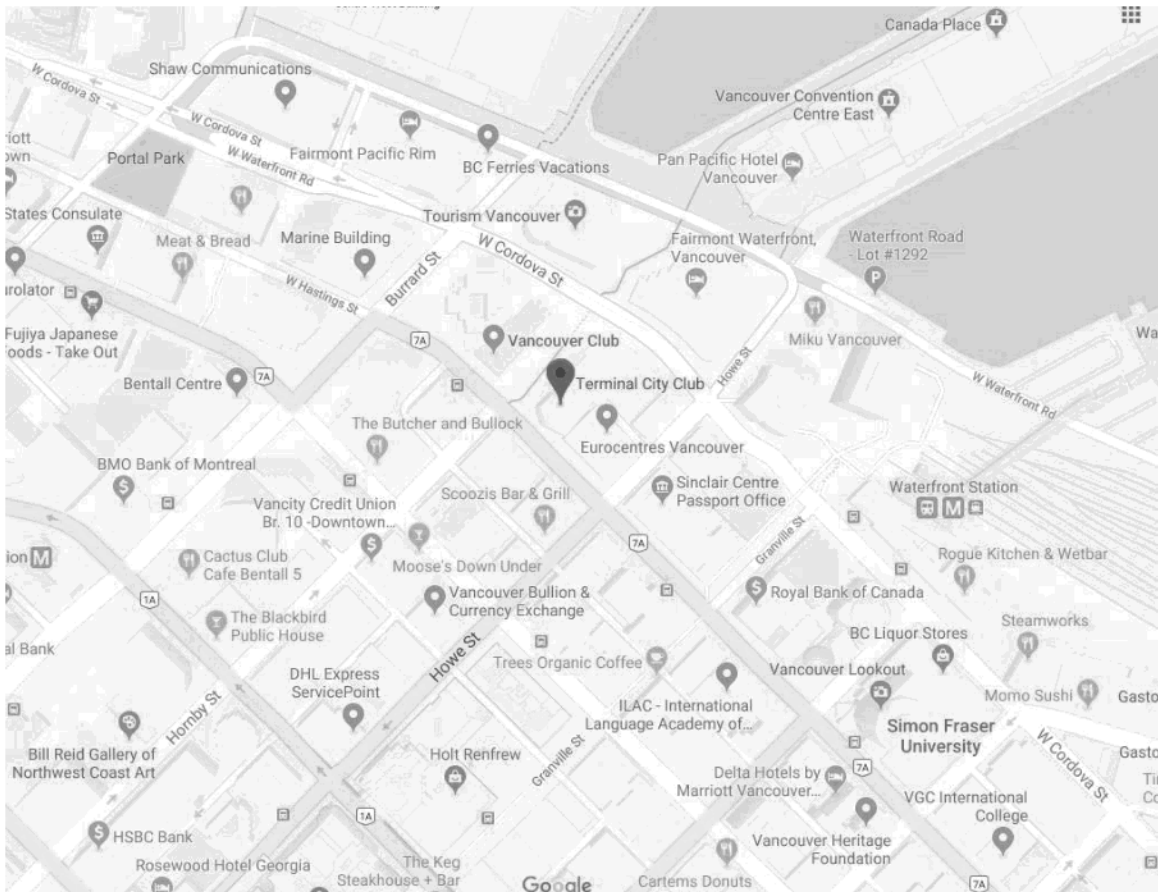 Canada Place
Shaw Communications
W Cordova St
Vancouver Convention
Centre East
W Cordova St
Fairmont Pacific Rim
BC Ferries Vacations
Portal Park
W Waterfront Rd
Pan Pacific Hotel
Vancouver
States Consulate
Tourism Vancouver
Meat & Bread
Marine Building
W Cordova St
Fairmont Waterfront,
Vancouver
Waterfront Road
- Lot #1292
P
W Hastings St
Burrard St
Fujiya Japanese
Foods - Take Out
7A
Vancouver Club
Miku Vancouver
Howe St
W Waterfront Rd
Bentall Centre
7A
Terminal City Club
The Butcher and Bullock
Eurocentres Vancouver
BMO Bank of Montreal
$
Vancity Credit Union
Br. 10 -Downtown...
$
Scoozis Bar & Grill
Sinclair Centre
Passport Office
Waterfront Station
M
Granville St
7A
M
Cactus Club
Cafe Bentall 5
Moose's Down Under
Rogue Kitchen & Wetbar
1A
Vancouver Bullion &
Currency Exchange
$
Royal Bank of Canada
The Blackbird
Public House
Howe St
Steamworks
BC Liquor Stores
Trees Organic Coffee
Vancouver Lookout
DHL Express
ServicePoint
Hornby St
ILAC - International
Language Academy of...
Momo Sushi
Simon Fraser
University
Bill Reid Gallery of
Northwest Coast Art
Holt Renfrew
Granville St
W Cordova St
7A
Delta Hotels by
Marriott Vancouver...
VGC International
College
1A
$
HSBC Bank
Vancouver Heritage
Foundation
Rosewood Hotel Georgia
The Keg
Steakhouse + Bar
Google
Cartems Donuts
7A